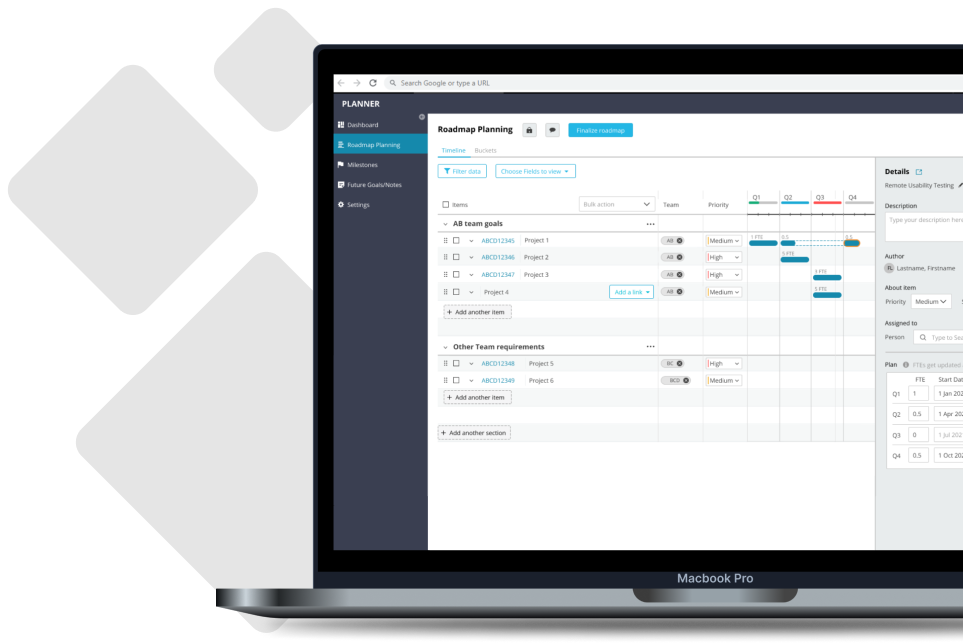 Search Google or type a URL
PLANNER
Dashboard
Roadmap Planning
Milestones
Future Goals/Notes
Settings
Roadmap Planning
Finalize roadmap
Timeline Buckets
Filter data Choose Fields to view
Items Bulk action Team Priority Q1 Q2 Q3 Q4
AB team goals
ABCD12345 Project 1 AB Medium 1 FTE 0.5 0.5
ABCD12346 Project 2 AB High 5 FTE
ABCD12347 Project 3 AB High
Project 4 Add a link AB Medium 5 FTE
+ Add another item
Other Team requirements
ABCD12348 Project 5 BC High
ABCD12349 Project 6 BCD Medium
+ Add another item
+ Add another section
Details
Remote Usability Testing
Description
Type your description here
Author
Lastname, Firstname
About item
Priority Medium
Assigned to
Person Type to Sea
Plan FTEs get updated
FTE Start Dat
Q1 1 1 Jan 202
Q2 0.5 1 Apr 202
Q3 0 1 Jul 202
Q4 0.5 1 Oct 202
Macbook Pro